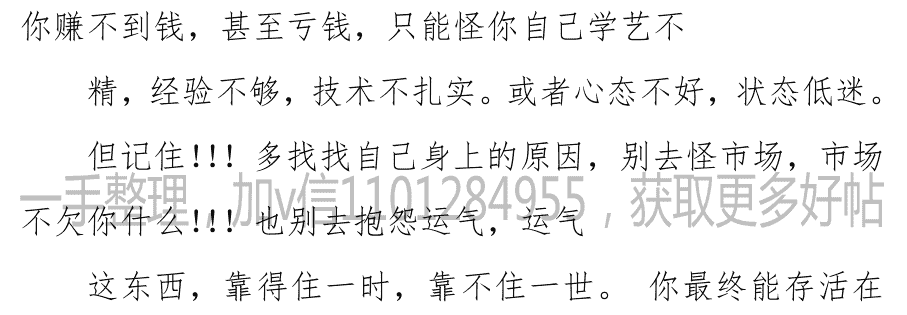 你赚不到钱，甚至亏钱，只能怪你自己学艺不
精，经验不够，技术不扎实。或者心态不好，状态低迷。
但记住!!! 多找找自己身上的原因，别去怪市场，市场
一手整理，加v信1101284955，获取更多好帖
不欠你什么!!! 也别去抱怨运气，运气
这东西，靠得住一时，靠不住一世。 你最终能存活在